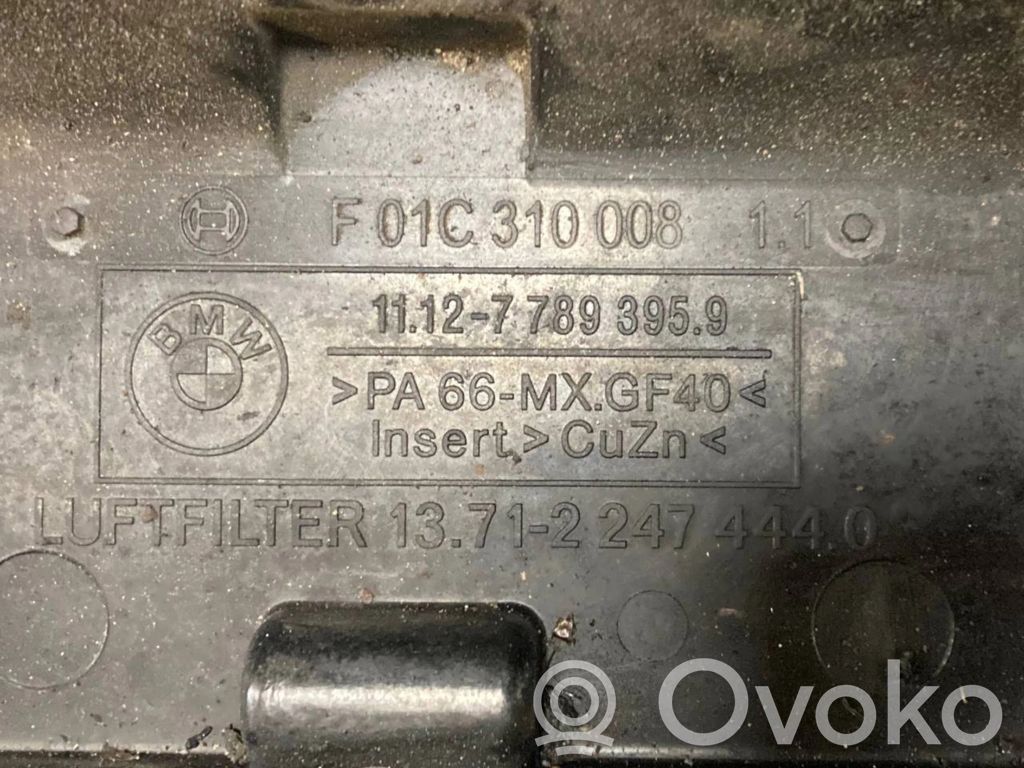 F 01C 310 008 1.1
BMW
11.12-7 789 395.9
>PA 66-MX.GF40<
Insert.>CuZn<
LUFTFILTER 13.71-2 247 444.0
Ovoko